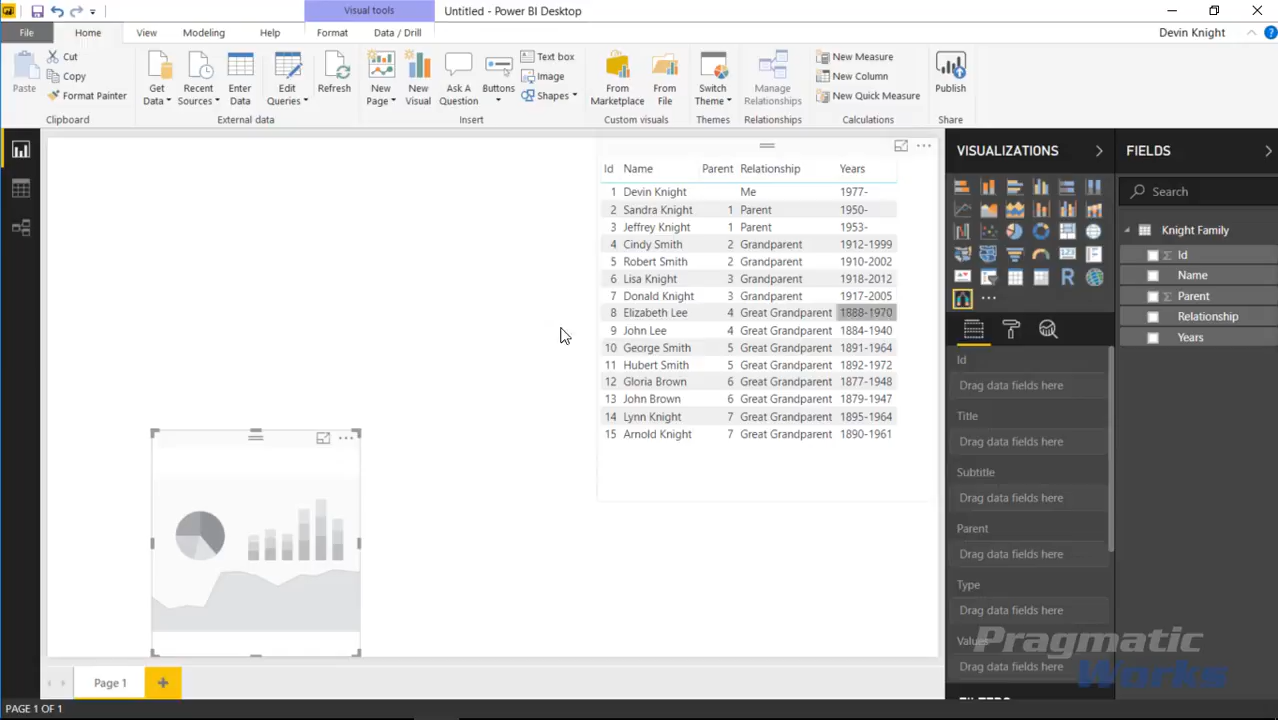 Visual tools
Untitled - Power BI Desktop
File
Home
View
Modeling
Help
Format
Data / Drill
Devin Knight
Paste
Cut
Copy
Format Painter
Clipboard
Get Data
Recent Sources
Enter Data
Edit Queries
Refresh
External data
New Page
New Visual
Ask A Question
Buttons
Text box
Image
Shapes
Insert
From Marketplace
From File
Custom visuals
Switch Theme
Themes
Manage Relationships
Relationships
New Measure
New Column
New Quick Measure
Calculations
Publish
Share
Id Name Parent Relationship Years
1 Devin Knight Me 1977-
2 Sandra Knight 1 Parent 1950-
3 Jeffrey Knight 1 Parent 1953-
4 Cindy Smith 2 Grandparent 1912-1999
5 Robert Smith 2 Grandparent 1910-2002
6 Lisa Knight 3 Grandparent 1918-2012
7 Donald Knight 3 Grandparent 1917-2005
8 Elizabeth Lee 4 Great Grandparent 1888-1970
9 John Lee 4 Great Grandparent 1884-1940
10 George Smith 5 Great Grandparent 1891-1964
11 Hubert Smith 5 Great Grandparent 1892-1972
12 Gloria Brown 6 Great Grandparent 1877-1948
13 John Brown 6 Great Grandparent 1879-1947
14 Lynn Knight 7 Great Grandparent 1895-1964
15 Arnold Knight 7 Great Grandparent 1890-1961
VISUALIZATIONS
R
Id
Drag data fields here
Title
Drag data fields here
Subtitle
Drag data fields here
Parent
Drag data fields here
Type
Drag data fields here
Values
Drag data fields here
FILTERS
FIELDS
Search
Knight Family
Id
Name
Parent
Relationship
Years
Pragmatic
Works
Page 1
PAGE 1 OF 1